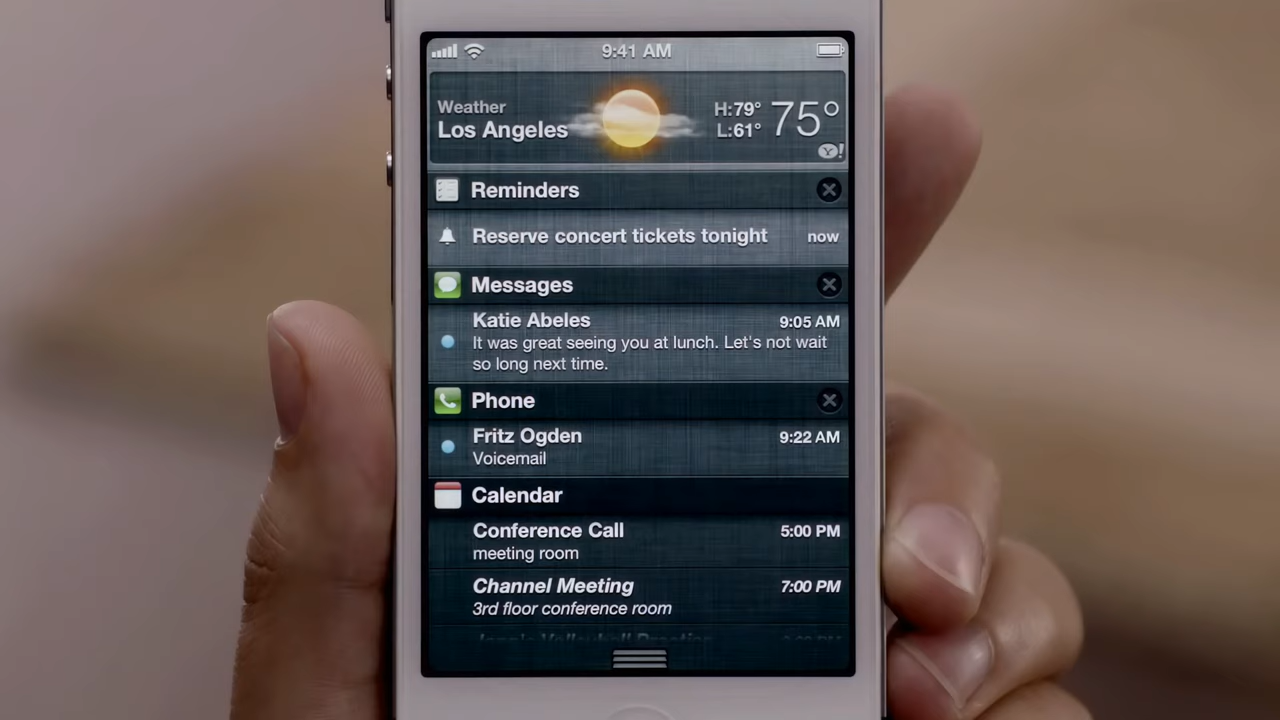 9:41 AM
Weather
Los Angeles
H:79°
L:61°
75°
Y!
Reminders
Reserve concert tickets tonight now
Messages
Katie Abeles 9:05 AM
It was great seeing you at lunch. Let's not wait
so long next time.
Phone
Fritz Ogden 9:22 AM
Voicemail
Calendar
Conference Call 5:00 PM
meeting room
Channel Meeting 7:00 PM
3rd floor conference room